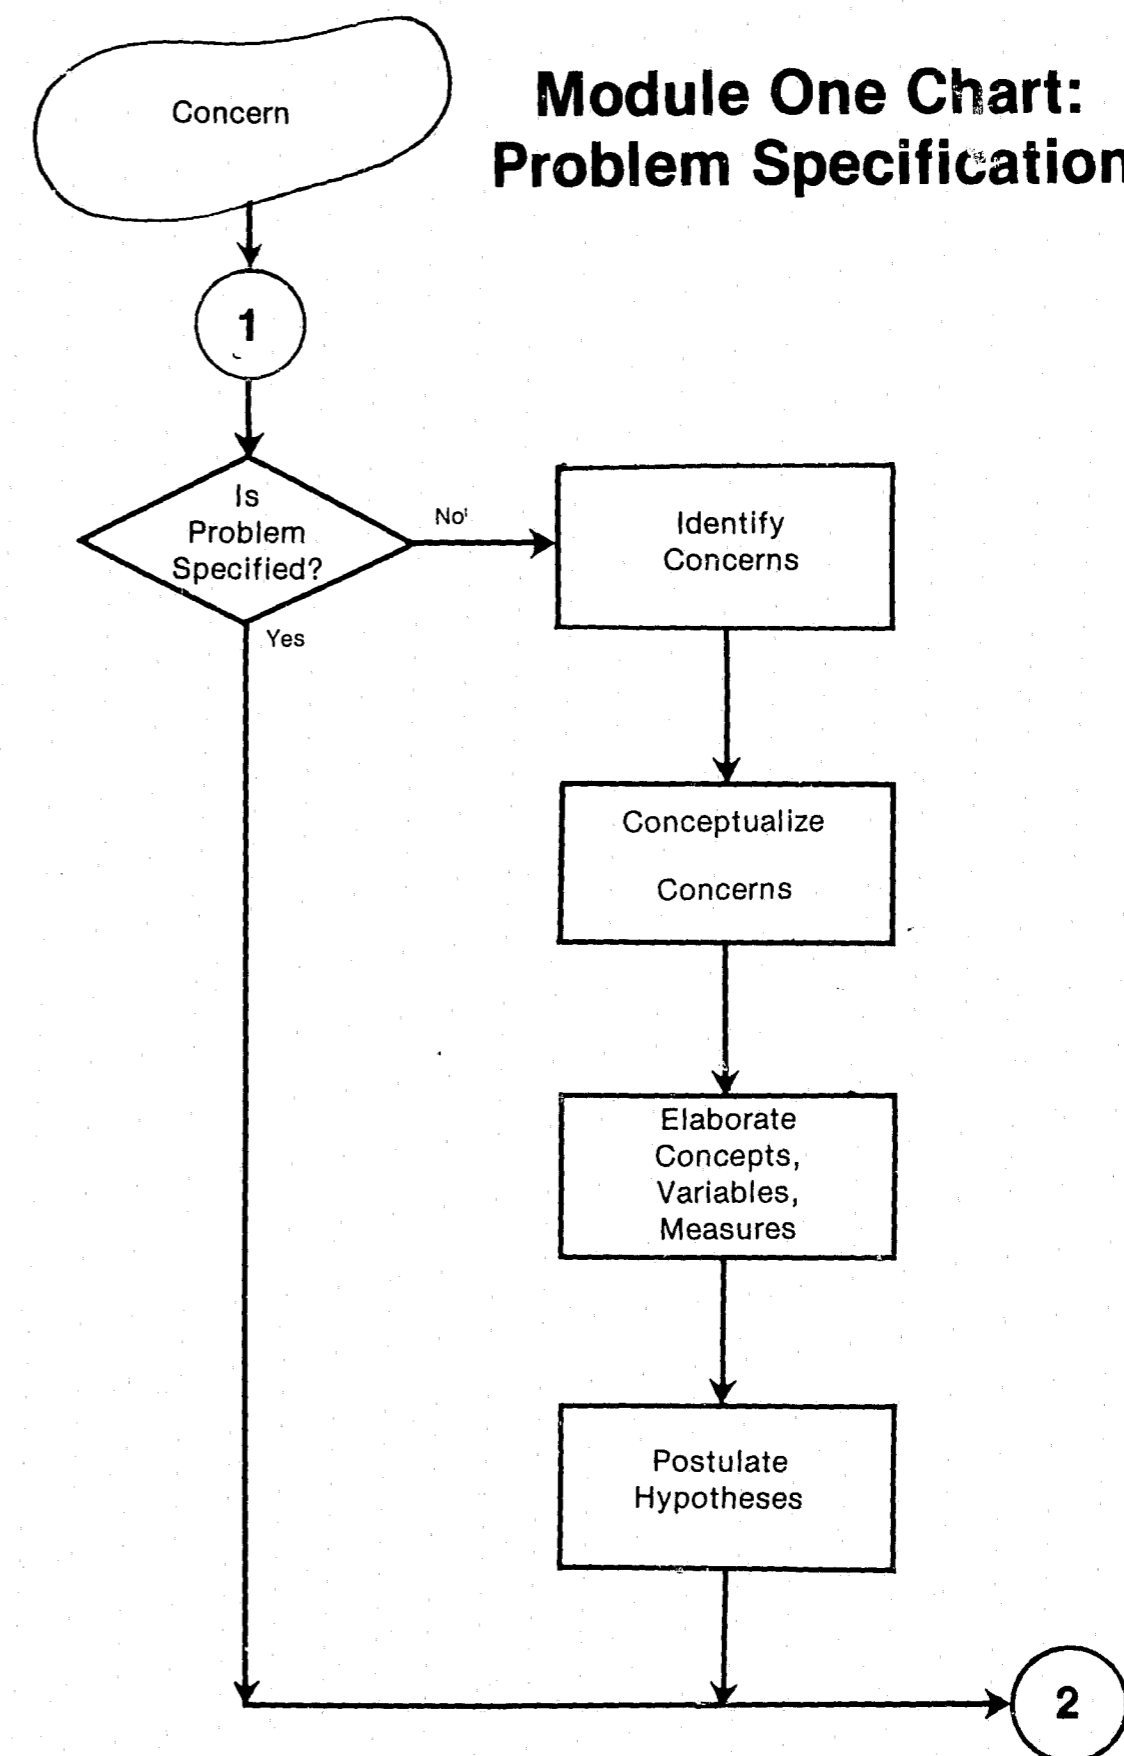 Module One Chart:
Problem Specification
Concern
1
Is
Problem
Specified?
No
Yes
Identify
Concerns
Conceptualize
Concerns
Elaborate
Concepts,
Variables,
Measures
Postulate
Hypotheses
2